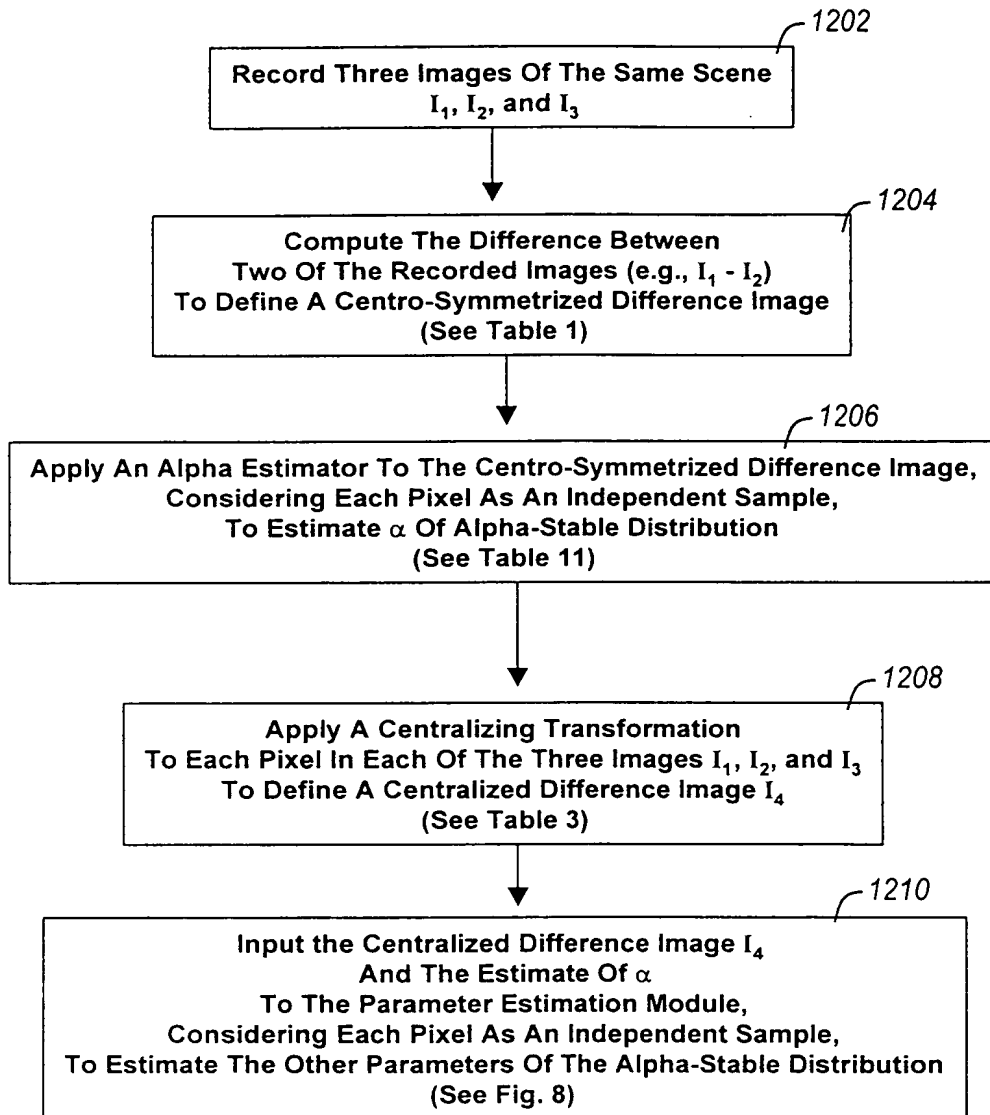 1202
Record Three Images Of The Same Scene
I₁, I₂, and I₃
1204
Compute The Difference Between
Two Of The Recorded Images (e.g., I₁ - I₂)
To Define A Centro-Symmetrized Difference Image
(See Table 1)
1206
Apply An Alpha Estimator To The Centro-Symmetrized Difference Image,
Considering Each Pixel As An Independent Sample,
To Estimate α Of Alpha-Stable Distribution
(See Table 11)
1208
Apply A Centralizing Transformation
To Each Pixel In Each Of The Three Images I₁, I₂, and I₃
To Define A Centralized Difference Image I₄
(See Table 3)
1210
Input the Centralized Difference Image I₄
And The Estimate Of α
To The Parameter Estimation Module,
Considering Each Pixel As An Independent Sample,
To Estimate The Other Parameters Of The Alpha-Stable Distribution
(See Fig. 8)